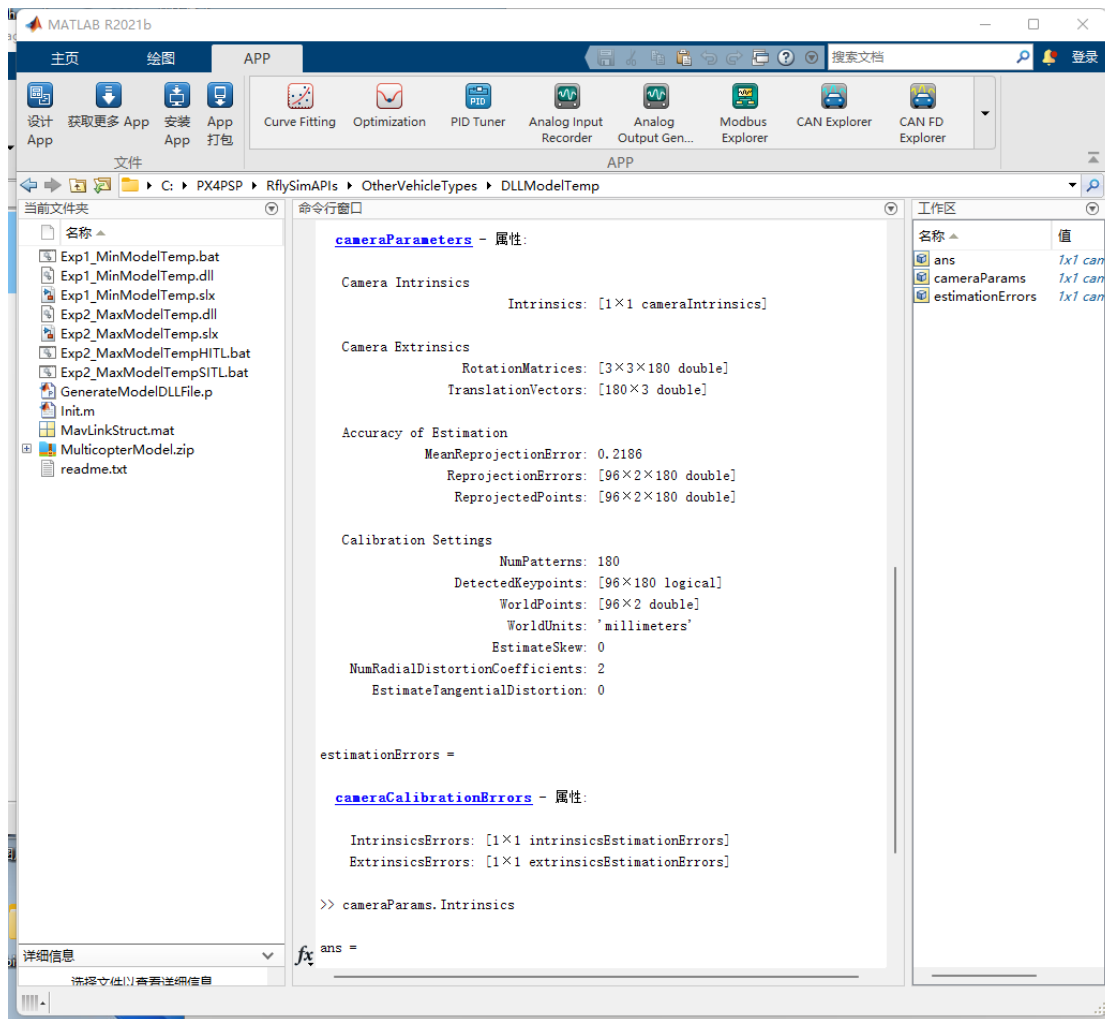 MATLAB R2021b
主页 绘图 APP 搜索文档 登录
设计 App 获取更多 App 安装 App App 打包 Curve Fitting Optimization PID Tuner Analog Input Recorder Analog Output Gen... Modbus Explorer CAN Explorer CAN FD Explorer
文件 APP
C: PX4PSP RflySimAPIs OtherVehicleTypes DLLModelTemp
当前文件夹
名称
Exp1_MinModelTemp.bat
Exp1_MinModelTemp.dll
Exp1_MinModelTemp.slx
Exp2_MaxModelTemp.dll
Exp2_MaxModelTemp.slx
Exp2_MaxModelTempHITL.bat
Exp2_MaxModelTempSITL.bat
GenerateModelDLLFile.p
Init.m
MavLinkStruct.mat
MulticopterModel.zip
readme.txt
详细信息
选择文件以查看详细信息
命令行窗口
cameraParameters - 属性:
Camera Intrinsics
Intrinsics: [1×1 cameraIntrinsics]
Camera Extrinsics
RotationMatrices: [3×3×180 double]
TranslationVectors: [180×3 double]
Accuracy of Estimation
MeanReprojectionError: 0.2186
ReprojectionErrors: [96×2×180 double]
ReprojectedPoints: [96×2×180 double]
Calibration Settings
NumPatterns: 180
DetectedKeypoints: [96×180 logical]
WorldPoints: [96×2 double]
WorldUnits: 'millimeters'
EstimateSkew: 0
NumRadialDistortionCoefficients: 2
EstimateTangentialDistortion: 0
estimationErrors =
cameraCalibrationErrors - 属性:
IntrinsicsErrors: [1×1 intrinsicsEstimationErrors]
ExtrinsicsErrors: [1×1 extrinsicsEstimationErrors]
>> cameraParams.Intrinsics
fx ans =
工作区
名称 值
ans 1x1 cam
cameraParams 1x1 cam
estimationErrors 1x1 cam